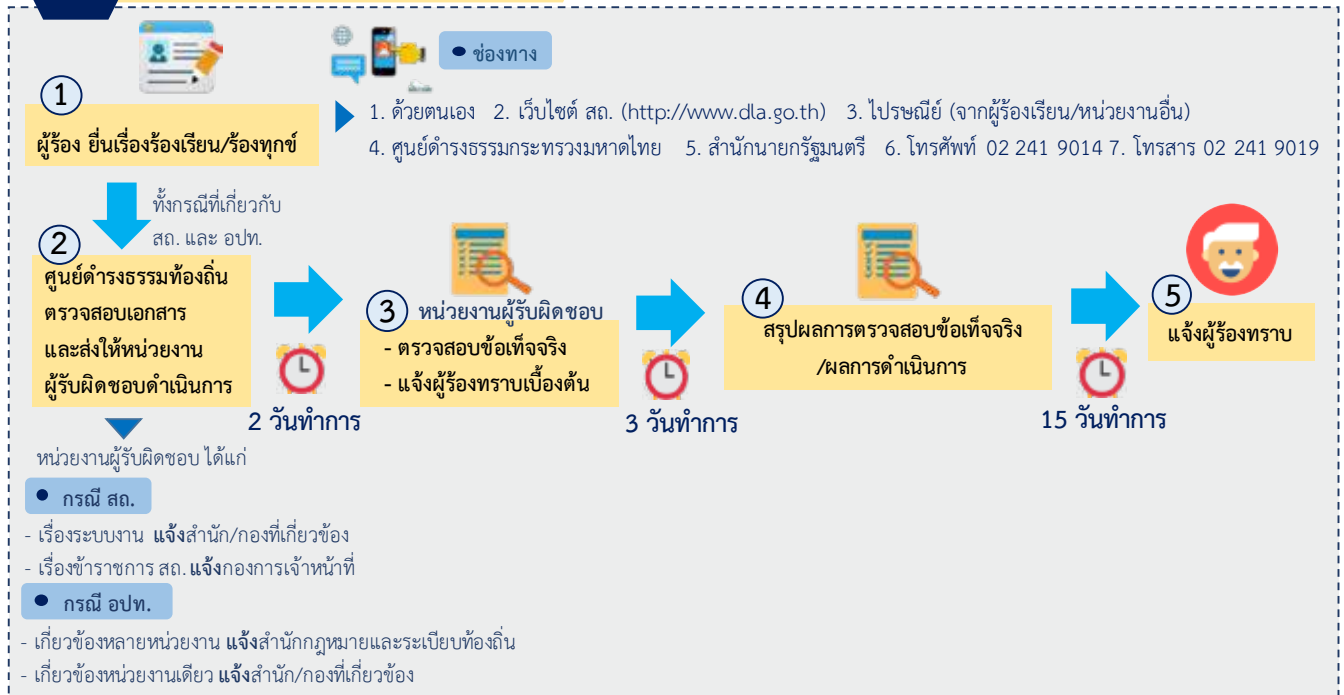 ช่องทาง
1
ผู้ร้อง ยื่นเรื่องร้องเรียน/ร้องทุกข์
1. ด้วยตนเอง 2. เว็บไซต์ สถ. (http://www.dla.go.th) 3. ไปรษณีย์ (จากผู้ร้องเรียน/หน่วยงานอื่น)
4. ศูนย์ดำรงธรรมกระทรวงมหาดไทย 5. สำนักนายกรัฐมนตรี 6. โทรศัพท์ 02 241 9014 7. โทรสาร 02 241 9019
ทั้งกรณีที่เกี่ยวกับ
สถ. และ อปท.
2
ศูนย์ดำรงธรรมท้องถิ่น
ตรวจสอบเอกสาร
และส่งให้หน่วยงาน
ผู้รับผิดชอบดำเนินการ
2 วันทำการ
3 หน่วยงานผู้รับผิดชอบ
- ตรวจสอบข้อเท็จจริง
- แจ้งผู้ร้องทราบเบื้องต้น
3 วันทำการ
4
สรุปผลการตรวจสอบข้อเท็จจริง
/ผลการดำเนินการ
15 วันทำการ
5
แจ้งผู้ร้องทราบ
หน่วยงานผู้รับผิดชอบ ได้แก่
กรณี สถ.
- เรื่องระบบงาน แจ้งสำนัก/กองที่เกี่ยวข้อง
- เรื่องข้าราชการ สถ. แจ้งกองการเจ้าหน้าที่
กรณี อปท.
- เกี่ยวข้องหลายหน่วยงาน แจ้งสำนักกฎหมายและระเบียบท้องถิ่น
- เกี่ยวข้องหน่วยงานเดียว แจ้งสำนัก/กองที่เกี่ยวข้อง